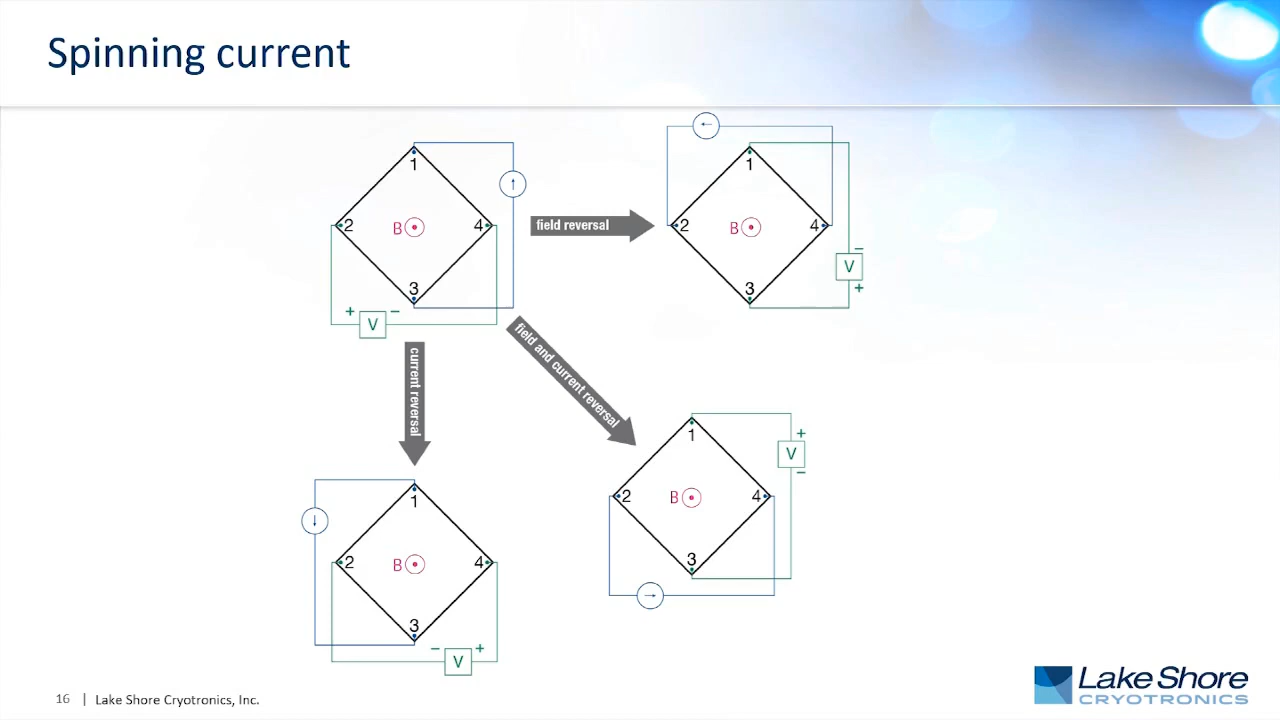 Spinning current
1
2
B
4
3
+ V −
field reversal
1
2
B
4
3
−
V
+
current reversal
field and current reversal
1
2
B
4
3
+
V
−
1
2
B
4
3
− V +
16 | Lake Shore Cryotronics, Inc.
Lake Shore
CRYOTRONICS